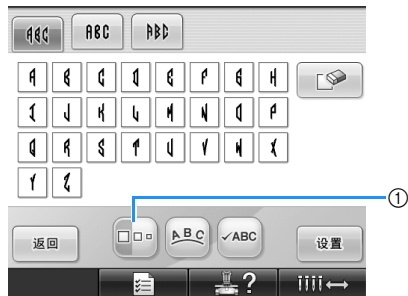 ABC ABC ABC
A B C D E F G H
I J K L M N O P
Q R S T U V W X
Y Z
①
返回 ABC ✓ABC 设置
?